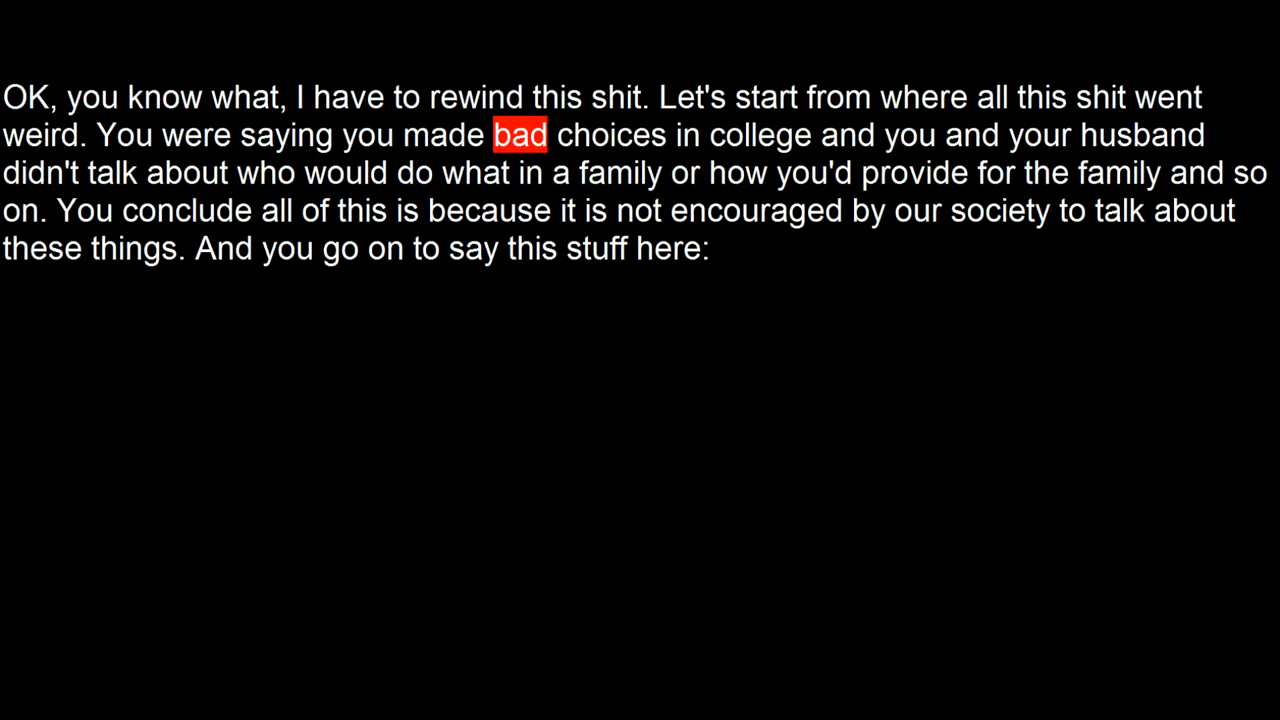 OK, you know what, I have to rewind this shit. Let's start from where all this shit went
weird. You were saying you made bad choices in college and you and your husband
didn't talk about who would do what in a family or how you'd provide for the family and so
on. You conclude all of this is because it is not encouraged by our society to talk about
these things. And you go on to say this stuff here: